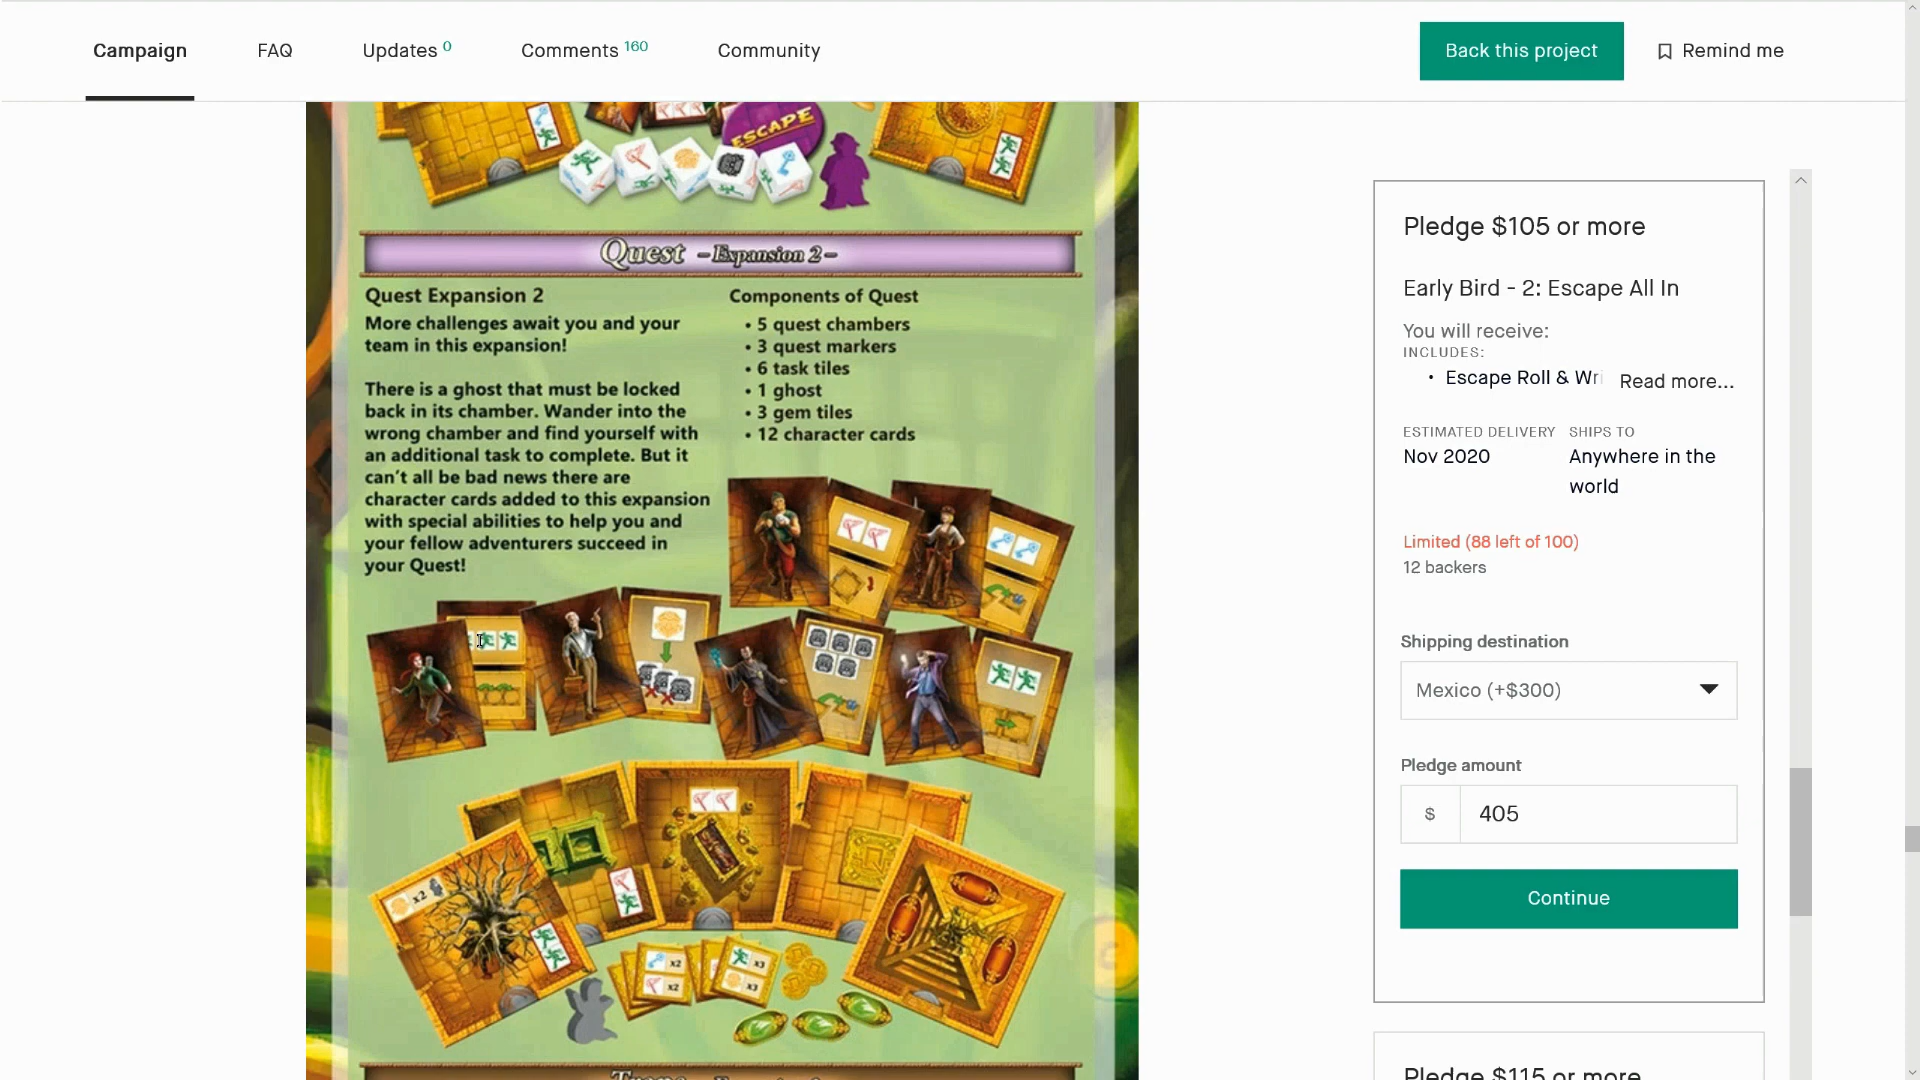 Campaign
FAQ
Updates 0
Comments 160
Community
Back this project
Remind me
ESCAPE
Quest - Expansion 2 -
Quest Expansion 2
More challenges await you and your
team in this expansion!
There is a ghost that must be locked
back in its chamber. Wander into the
wrong chamber and find yourself with
an additional task to complete. But it
can't all be bad news there are
character cards added to this expansion
with special abilities to help you and
your fellow adventurers succeed in
your Quest!
Components of Quest
• 5 quest chambers
• 3 quest markers
• 6 task tiles
• 1 ghost
• 3 gem tiles
• 12 character cards
x2
x2
x2
x3
x3
Pledge $105 or more
Early Bird - 2: Escape All In
You will receive:
INCLUDES:
• Escape Roll & Wri
Read more...
ESTIMATED DELIVERY
Nov 2020
SHIPS TO
Anywhere in the
world
Limited (88 left of 100)
12 backers
Shipping destination
Mexico (+$300)
Pledge amount
$ 405
Continue
Pledge $115 or more